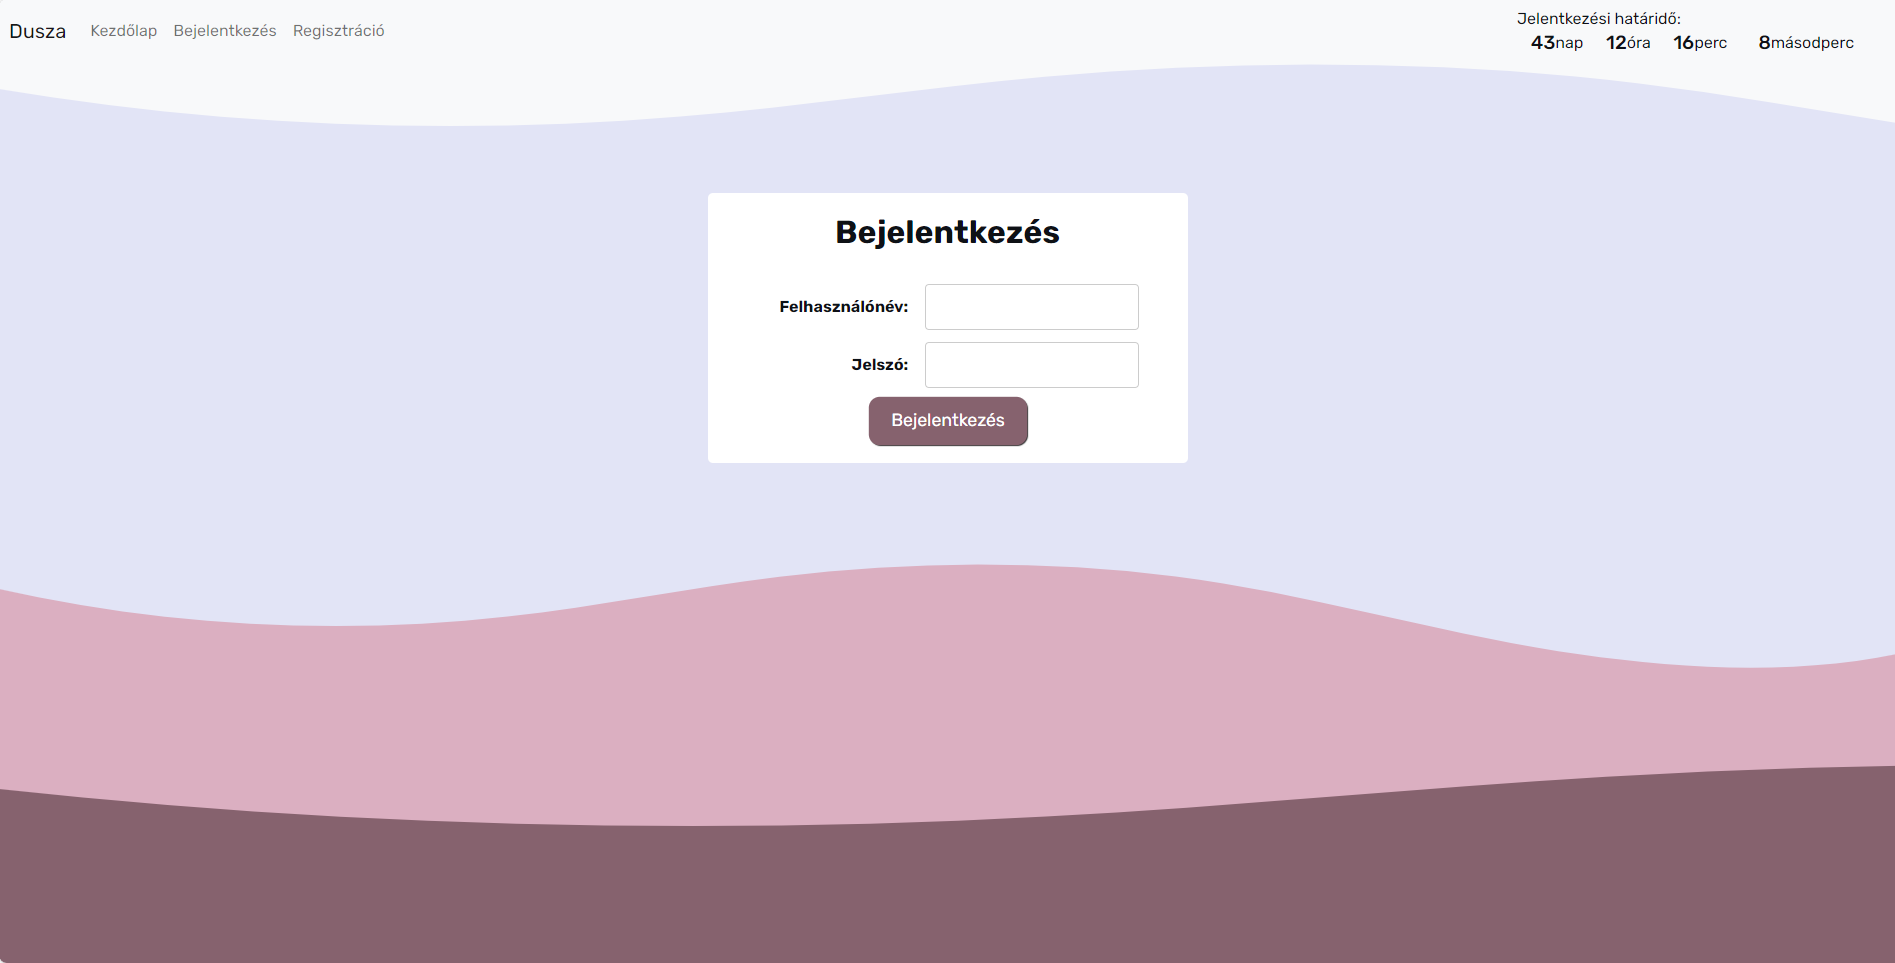 Dusza Kezdőlap Bejelentkezés Regisztráció
Jelentkezési határidő:
43nap 12óra 16perc 8másodperc
Bejelentkezés
Felhasználónév:
Jelszó:
Bejelentkezés